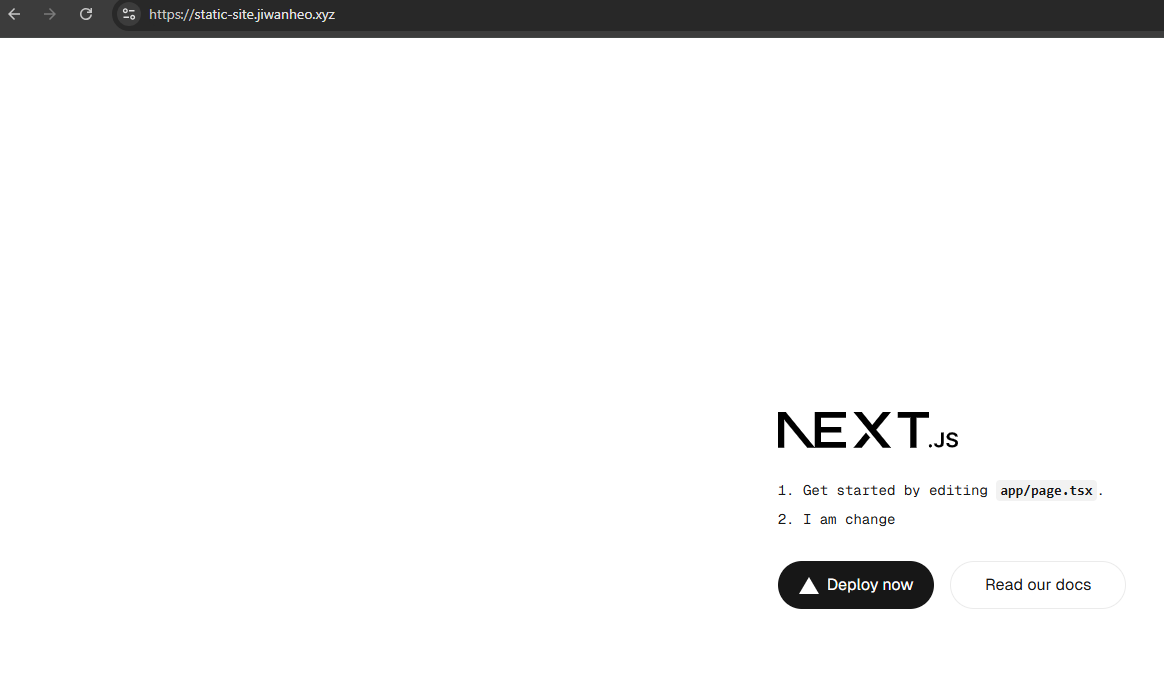 https://static-site.jiwanheo.xyz
NEXT.JS
1. Get started by editing app/page.tsx.
2. I am change
Deploy now
Read our docs